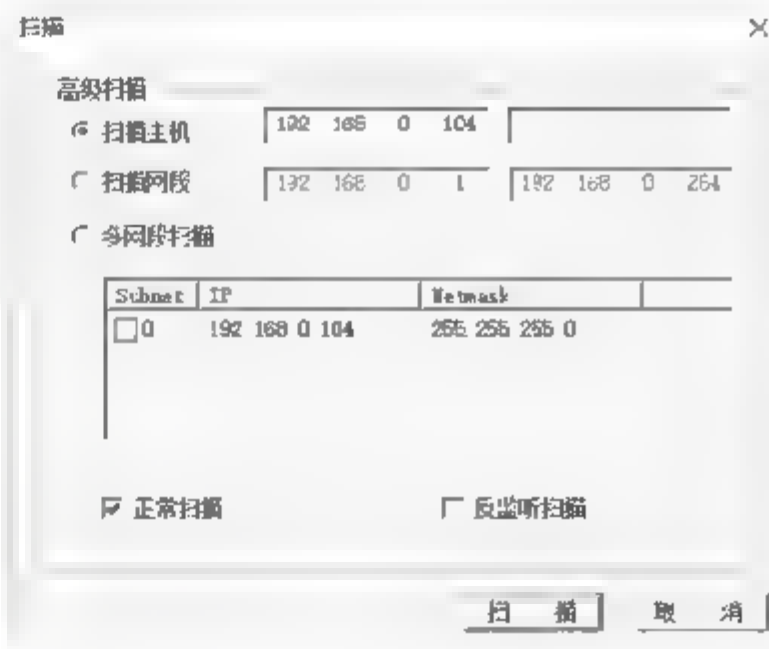 扫描
高级扫描
扫描主机 192 168 0 104
扫描网段 192 168 0 1 192 168 0 254
多网段扫描
Subnet IP Netmask
0 192 168 0 104 255 255 255 0
正常扫描 反监听扫描
扫 描 取 消